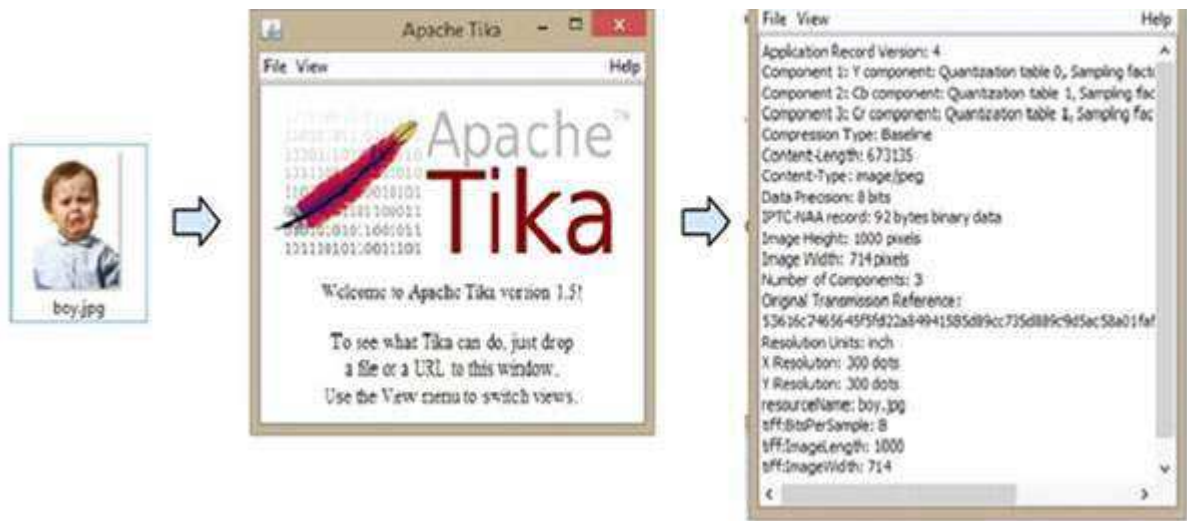 boy.jpg
Apache Tika
File View Help
Apache™
Tika
Welcome to Apache Tika version 1.5!
To see what Tika can do, just drop
a file or a URL to this window.
Use the View menu to switch views.
File View Help
Application Record Version: 4
Component 1: Y component: Quantization table 0, Sampling facto
Component 2: Cb component: Quantization table 1, Sampling fac
Component 3: Cr component: Quantization table 1, Sampling fac
Compression Type: Baseline
Content-Length: 673135
Content-Type: image/jpeg
Data Precision: 8 bits
IPTC-NAA record: 92 bytes binary data
Image Height: 1000 pixels
Image Width: 714 pixels
Number of Components: 3
Original Transmission Reference:
Resolution Units: inch
X Resolution: 300 dots
Y Resolution: 300 dots
resourceName: boy.jpg
tiff:BitsPerSample: 8
tiff:ImageLength: 1000
tiff:ImageWidth: 714